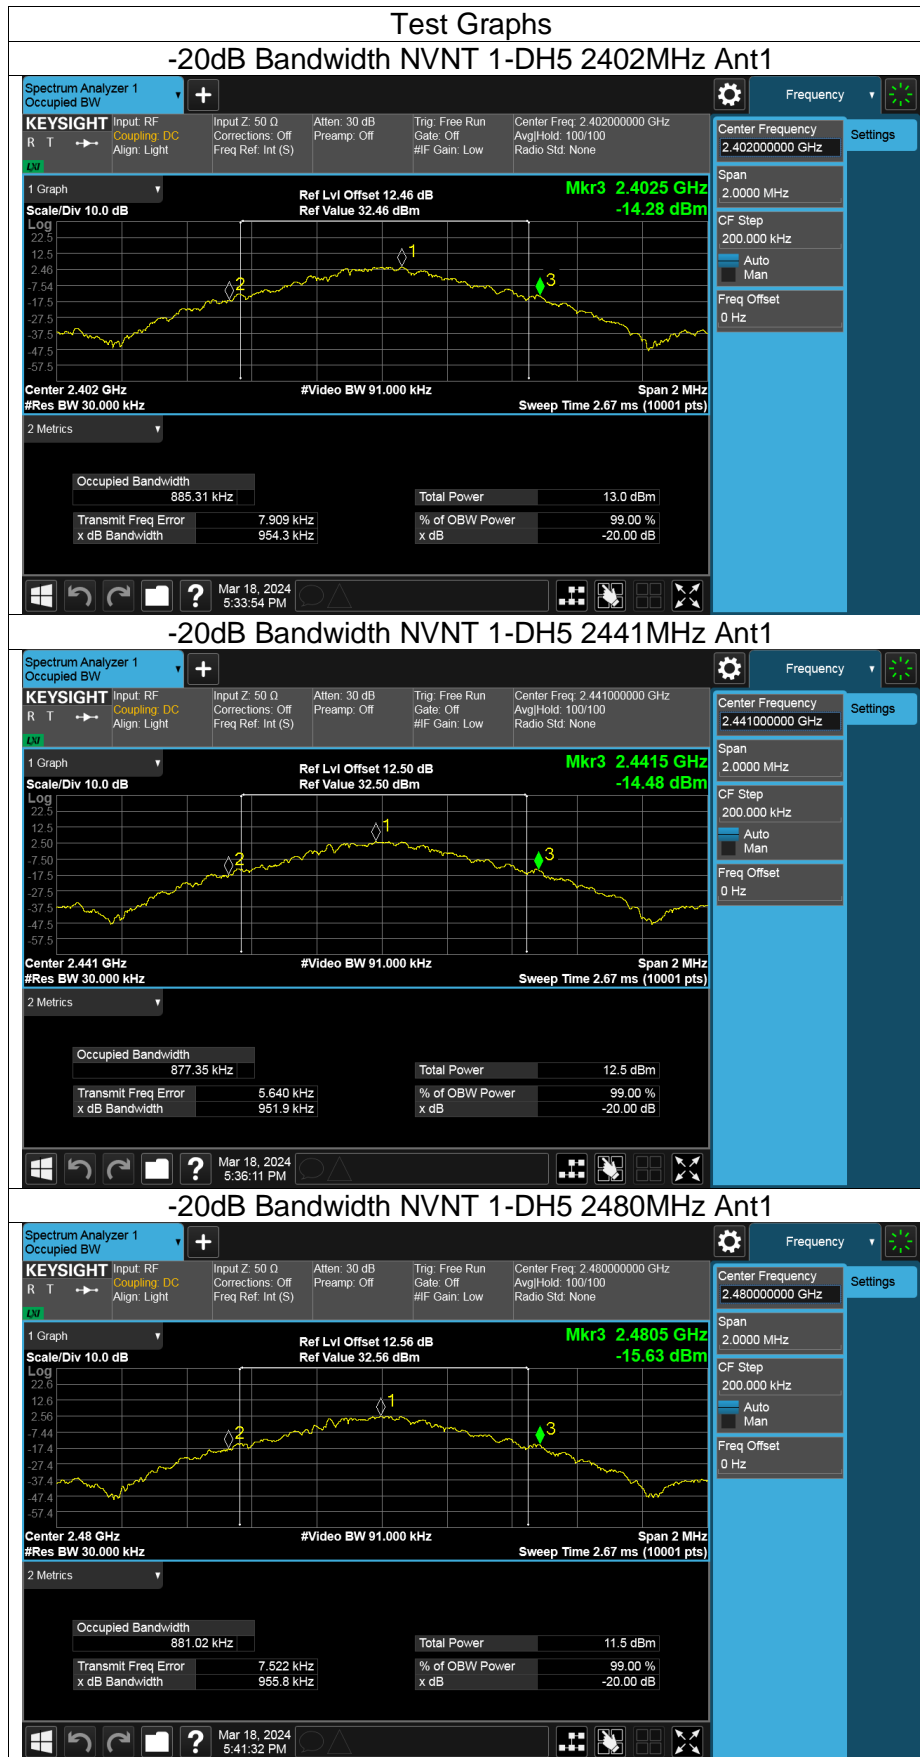 Test Graphs
-20dB Bandwidth NVNT 1-DH5 2402MHz Ant1
Spectrum Analyzer 1
Occupied BW
+
Frequency
KEYSIGHT Input: RF Input Z: 50 Ω Atten: 30 dB Trig: Free Run Center Freq: 2.402000000 GHz
R T Coupling: DC Corrections: Off Preamp: Off Gate: Off Avg|Hold: 100/100
Align: Light Freq Ref: Int (S) #IF Gain: Low Radio Std: None
LXI
Center Frequency
2.402000000 GHz
Settings
Span
2.0000 MHz
CF Step
200.000 kHz
Auto
Man
Freq Offset
0 Hz
1 Graph
Ref Lvl Offset 12.46 dB
Mkr3 2.4025 GHz
Scale/Div 10.0 dB
Ref Value 32.46 dBm
-14.28 dBm
Log
22.5
12.5
2.46
-7.54
-17.5
-27.5
-37.5
-47.5
-57.5
1
2
3
Center 2.402 GHz #Video BW 91.000 kHz Span 2 MHz
#Res BW 30.000 kHz Sweep Time 2.67 ms (10001 pts)
2 Metrics
Occupied Bandwidth
885.31 kHz
Total Power 13.0 dBm
Transmit Freq Error 7.909 kHz % of OBW Power 99.00 %
x dB Bandwidth 954.3 kHz x dB -20.00 dB
?
Mar 18, 2024
5:33:54 PM
-20dB Bandwidth NVNT 1-DH5 2441MHz Ant1
Spectrum Analyzer 1
Occupied BW
+
Frequency
KEYSIGHT Input: RF Input Z: 50 Ω Atten: 30 dB Trig: Free Run Center Freq: 2.441000000 GHz
R T Coupling: DC Corrections: Off Preamp: Off Gate: Off Avg|Hold: 100/100
Align: Light Freq Ref: Int (S) #IF Gain: Low Radio Std: None
LXI
Center Frequency
2.441000000 GHz
Settings
Span
2.0000 MHz
CF Step
200.000 kHz
Auto
Man
Freq Offset
0 Hz
1 Graph
Ref Lvl Offset 12.50 dB
Mkr3 2.4415 GHz
Scale/Div 10.0 dB
Ref Value 32.50 dBm
-14.48 dBm
Log
22.5
12.5
2.50
-7.50
-17.5
-27.5
-37.5
-47.5
-57.5
1
2
3
Center 2.441 GHz #Video BW 91.000 kHz Span 2 MHz
#Res BW 30.000 kHz Sweep Time 2.67 ms (10001 pts)
2 Metrics
Occupied Bandwidth
877.35 kHz
Total Power 12.5 dBm
Transmit Freq Error 5.640 kHz % of OBW Power 99.00 %
x dB Bandwidth 951.9 kHz x dB -20.00 dB
?
Mar 18, 2024
5:36:11 PM
-20dB Bandwidth NVNT 1-DH5 2480MHz Ant1
Spectrum Analyzer 1
Occupied BW
+
Frequency
KEYSIGHT Input: RF Input Z: 50 Ω Atten: 30 dB Trig: Free Run Center Freq: 2.480000000 GHz
R T Coupling: DC Corrections: Off Preamp: Off Gate: Off Avg|Hold: 100/100
Align: Light Freq Ref: Int (S) #IF Gain: Low Radio Std: None
LXI
Center Frequency
2.480000000 GHz
Settings
Span
2.0000 MHz
CF Step
200.000 kHz
Auto
Man
Freq Offset
0 Hz
1 Graph
Ref Lvl Offset 12.56 dB
Mkr3 2.4805 GHz
Scale/Div 10.0 dB
Ref Value 32.56 dBm
-15.63 dBm
Log
22.6
12.6
2.56
-7.44
-17.4
-27.4
-37.4
-47.4
-57.4
1
2
3
Center 2.48 GHz #Video BW 91.000 kHz Span 2 MHz
#Res BW 30.000 kHz Sweep Time 2.67 ms (10001 pts)
2 Metrics
Occupied Bandwidth
881.02 kHz
Total Power 11.5 dBm
Transmit Freq Error 7.522 kHz % of OBW Power 99.00 %
x dB Bandwidth 955.8 kHz x dB -20.00 dB
?
Mar 18, 2024
5:41:32 PM